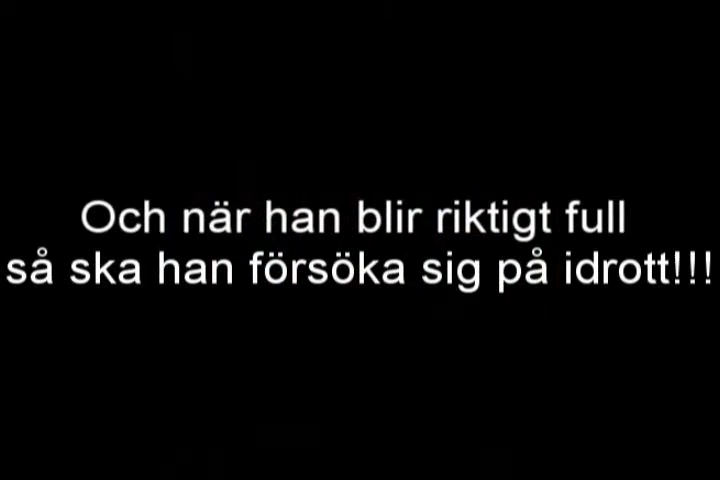 Och när han blir riktigt full
så ska han försöka sig på idrott!!!